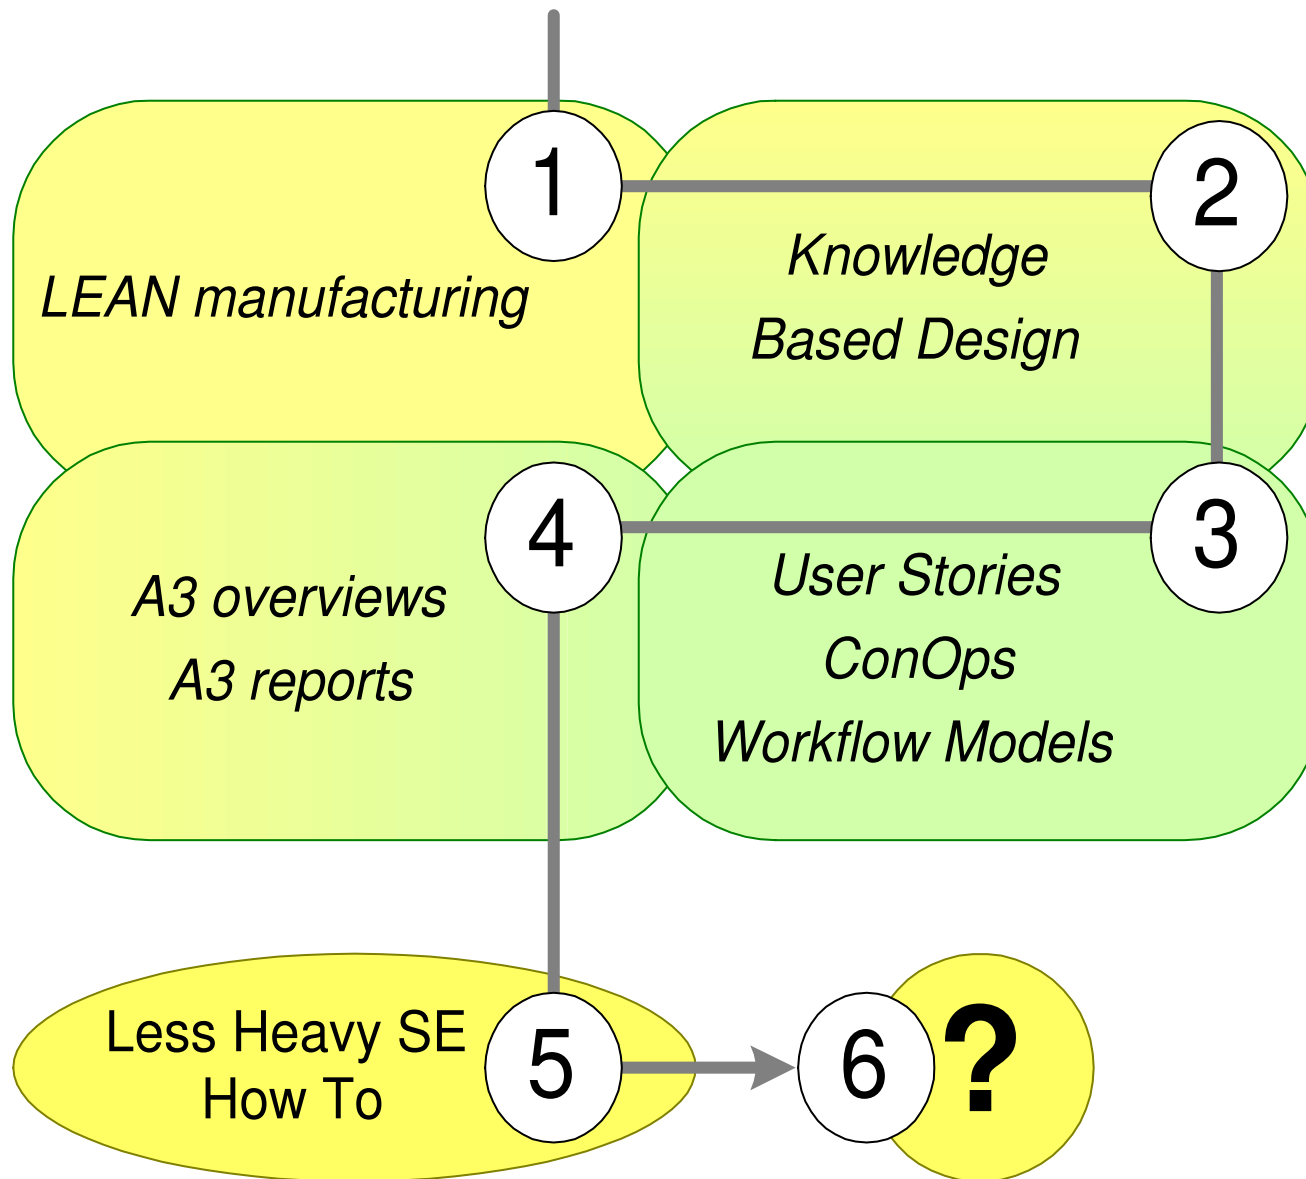 1
LEAN manufacturing
2
Knowledge
Based Design
3
User Stories
ConOps
Workflow Models
4
A3 overviews
A3 reports
5
Less Heavy SE
How To
6
?